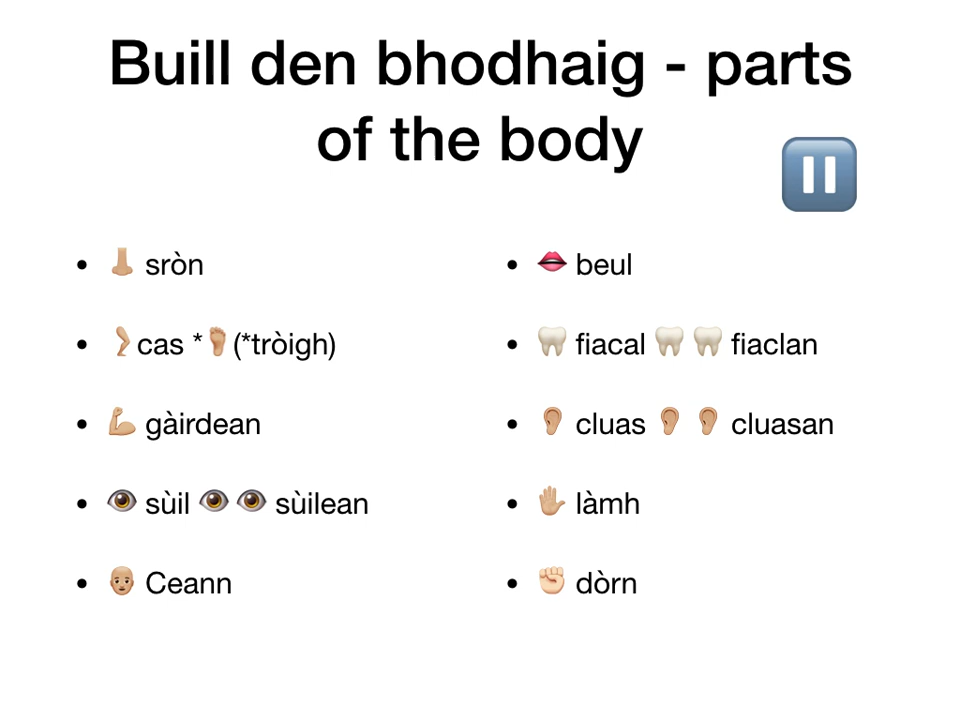 Buill den bhodhaig - parts
of the body
• 👃🏼 sròn
• 🦵🏼cas *🦶🏼(*tròigh)
• 💪🏼 gàirdean
• 👁 sùil 👁 👁 sùilean
• 👨🏼‍🦲 Ceann
• 👄 beul
• 🦷 fiacal 🦷 🦷 fiaclan
• 👂🏼 cluas 👂🏼 👂🏼 cluasan
• ✋🏼 làmh
• ✊🏼 dòrn